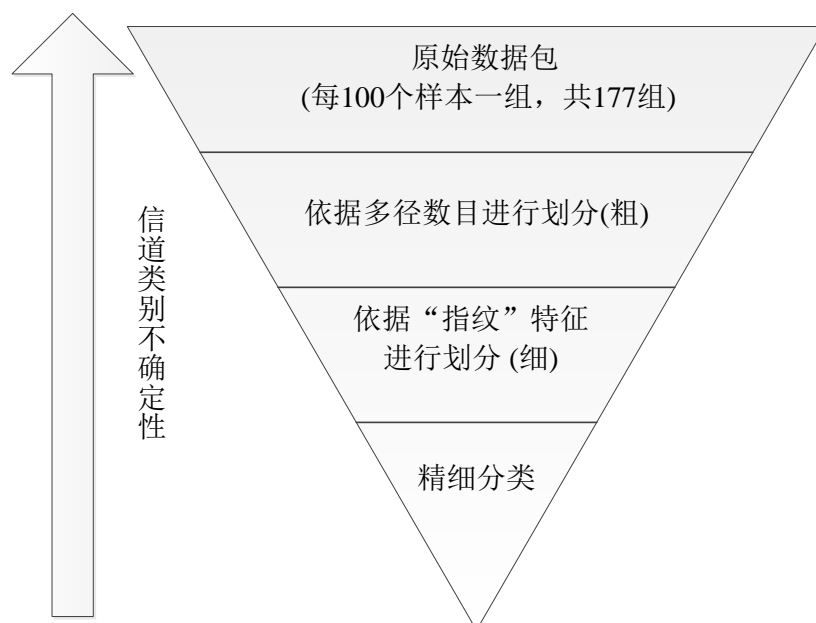 原始数据包
(每100个样本一组，共177组)
依据多径数目进行划分(粗)
信道类别不确定性
依据“指纹”特征
进行划分 (细)
精细分类